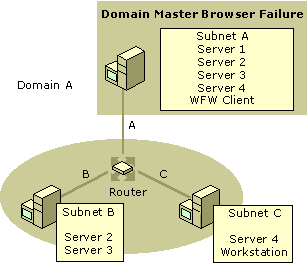 Domain Master Browser Failure
Subnet A
Server 1
Server 2
Server 3
Server 4
WFW Client
Domain A
A
B
C
Router
Subnet B
Server 2
Server 3
Subnet C
Server 4
Workstation